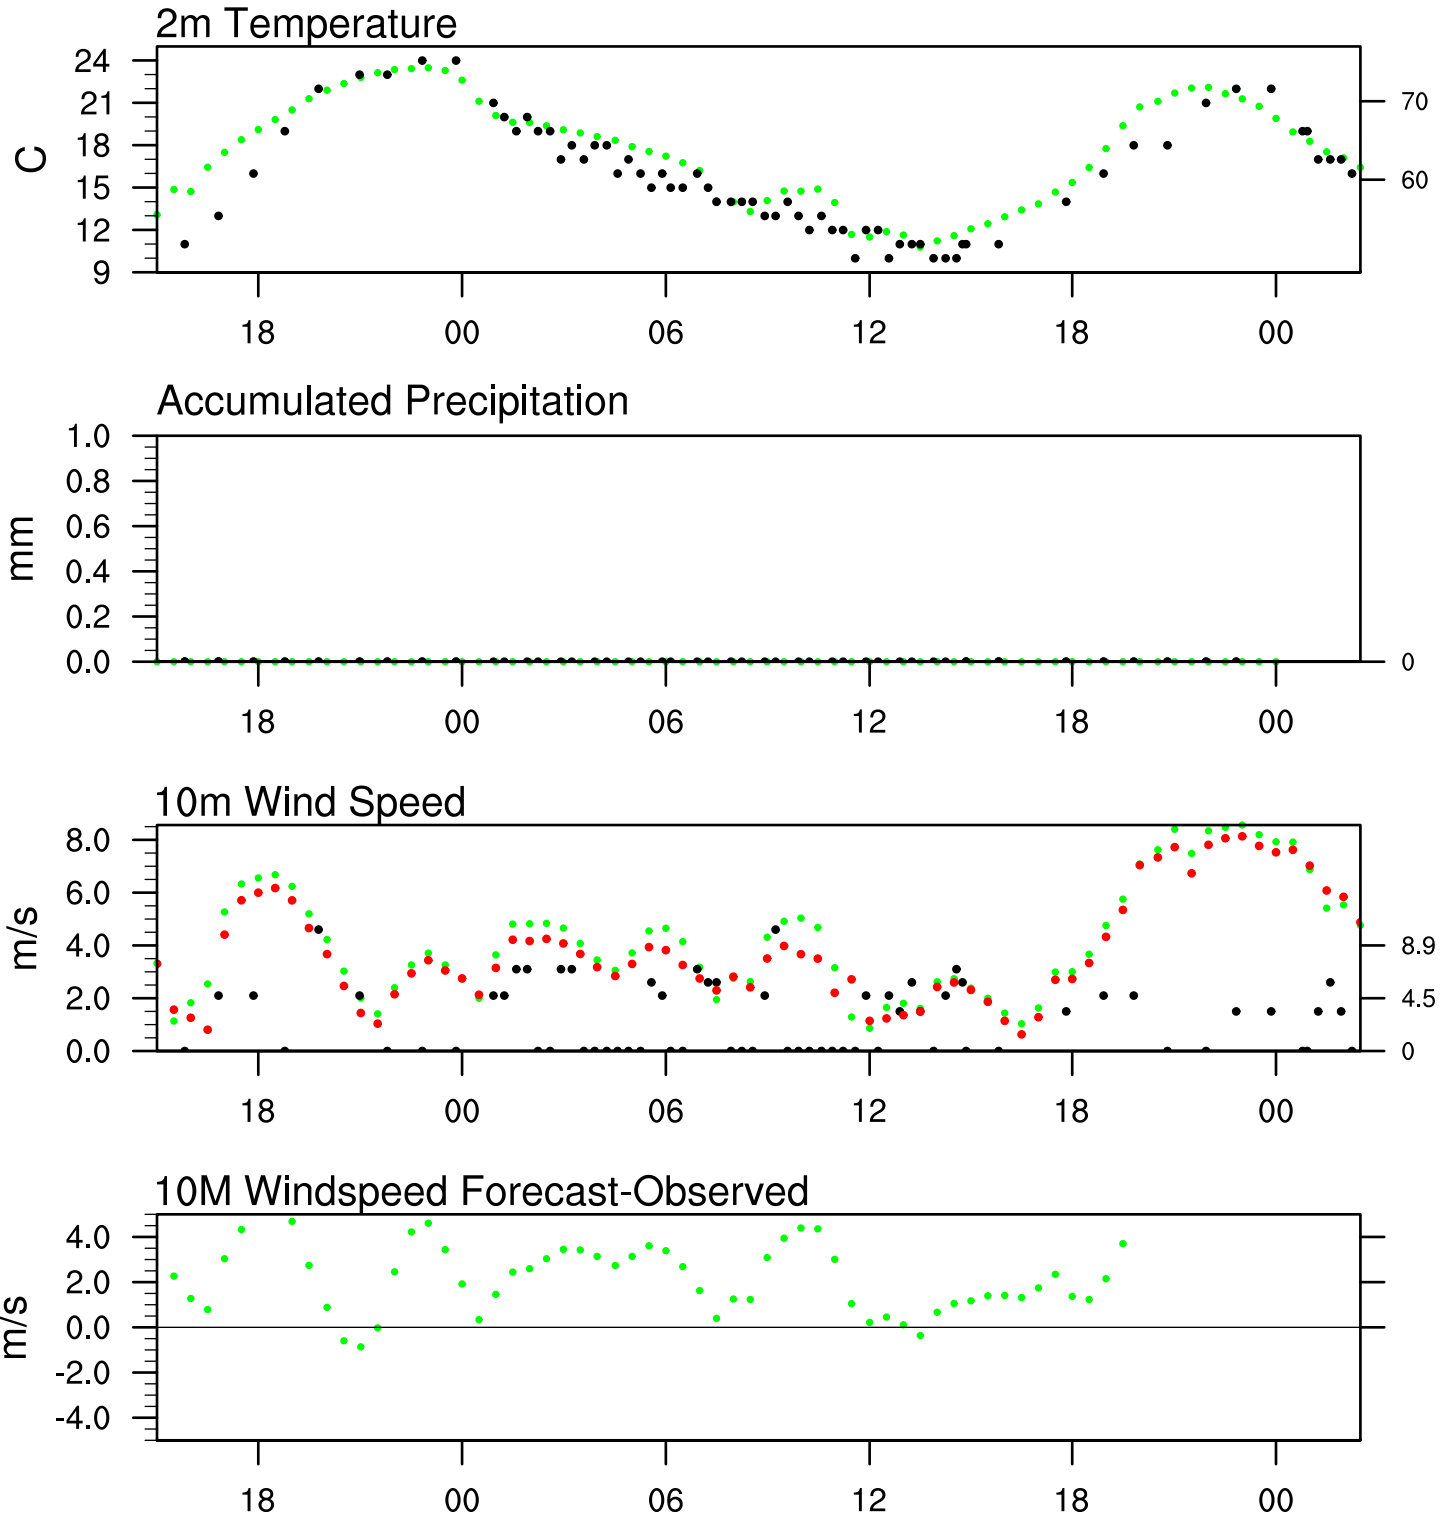 2m Temperature
24
21
18
15
12
9
C
70
60
18 00 06 12 18 00
Accumulated Precipitation
1.0
0.8
0.6
0.4
0.2
0.0
mm
0
18 00 06 12 18 00
10m Wind Speed
8.0
6.0
4.0
2.0
0.0
m/s
8.9
4.5
0
18 00 06 12 18 00
10M Windspeed Forecast-Observed
4.0
2.0
0.0
-2.0
-4.0
m/s
18 00 06 12 18 00